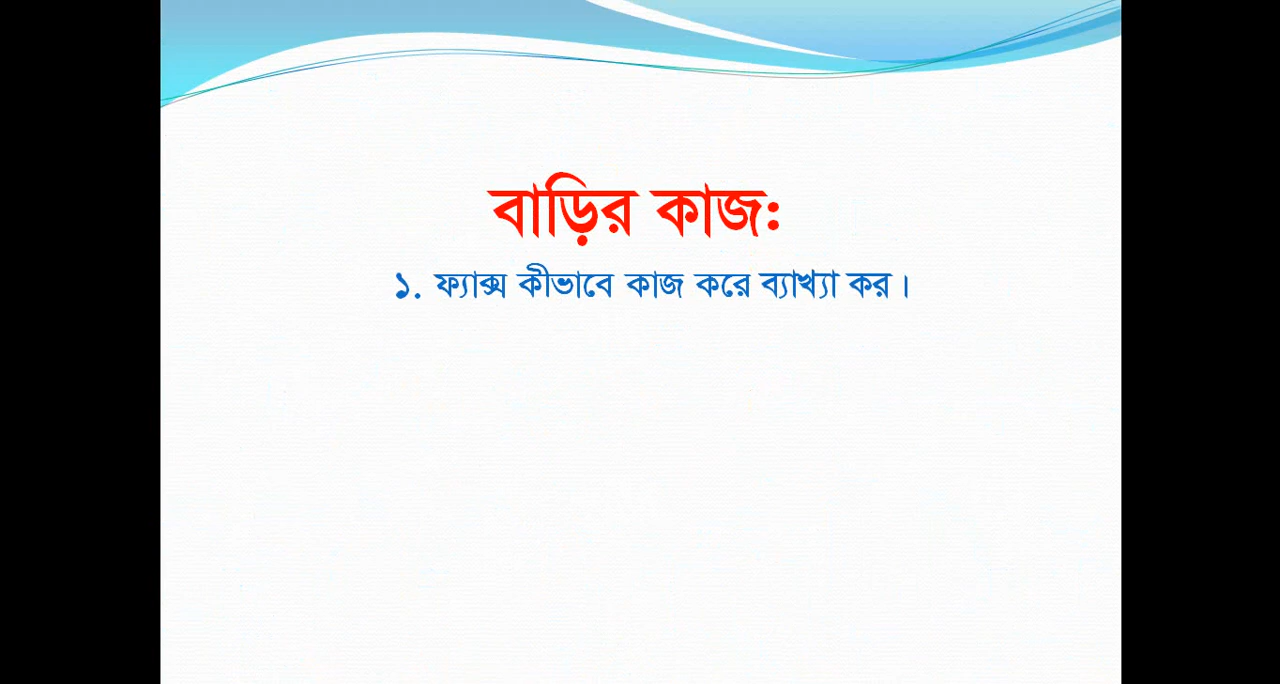 বাড়ির কাজ:
১. ফ্যাক্স কীভাবে কাজ করে ব্যাখ্যা কর।